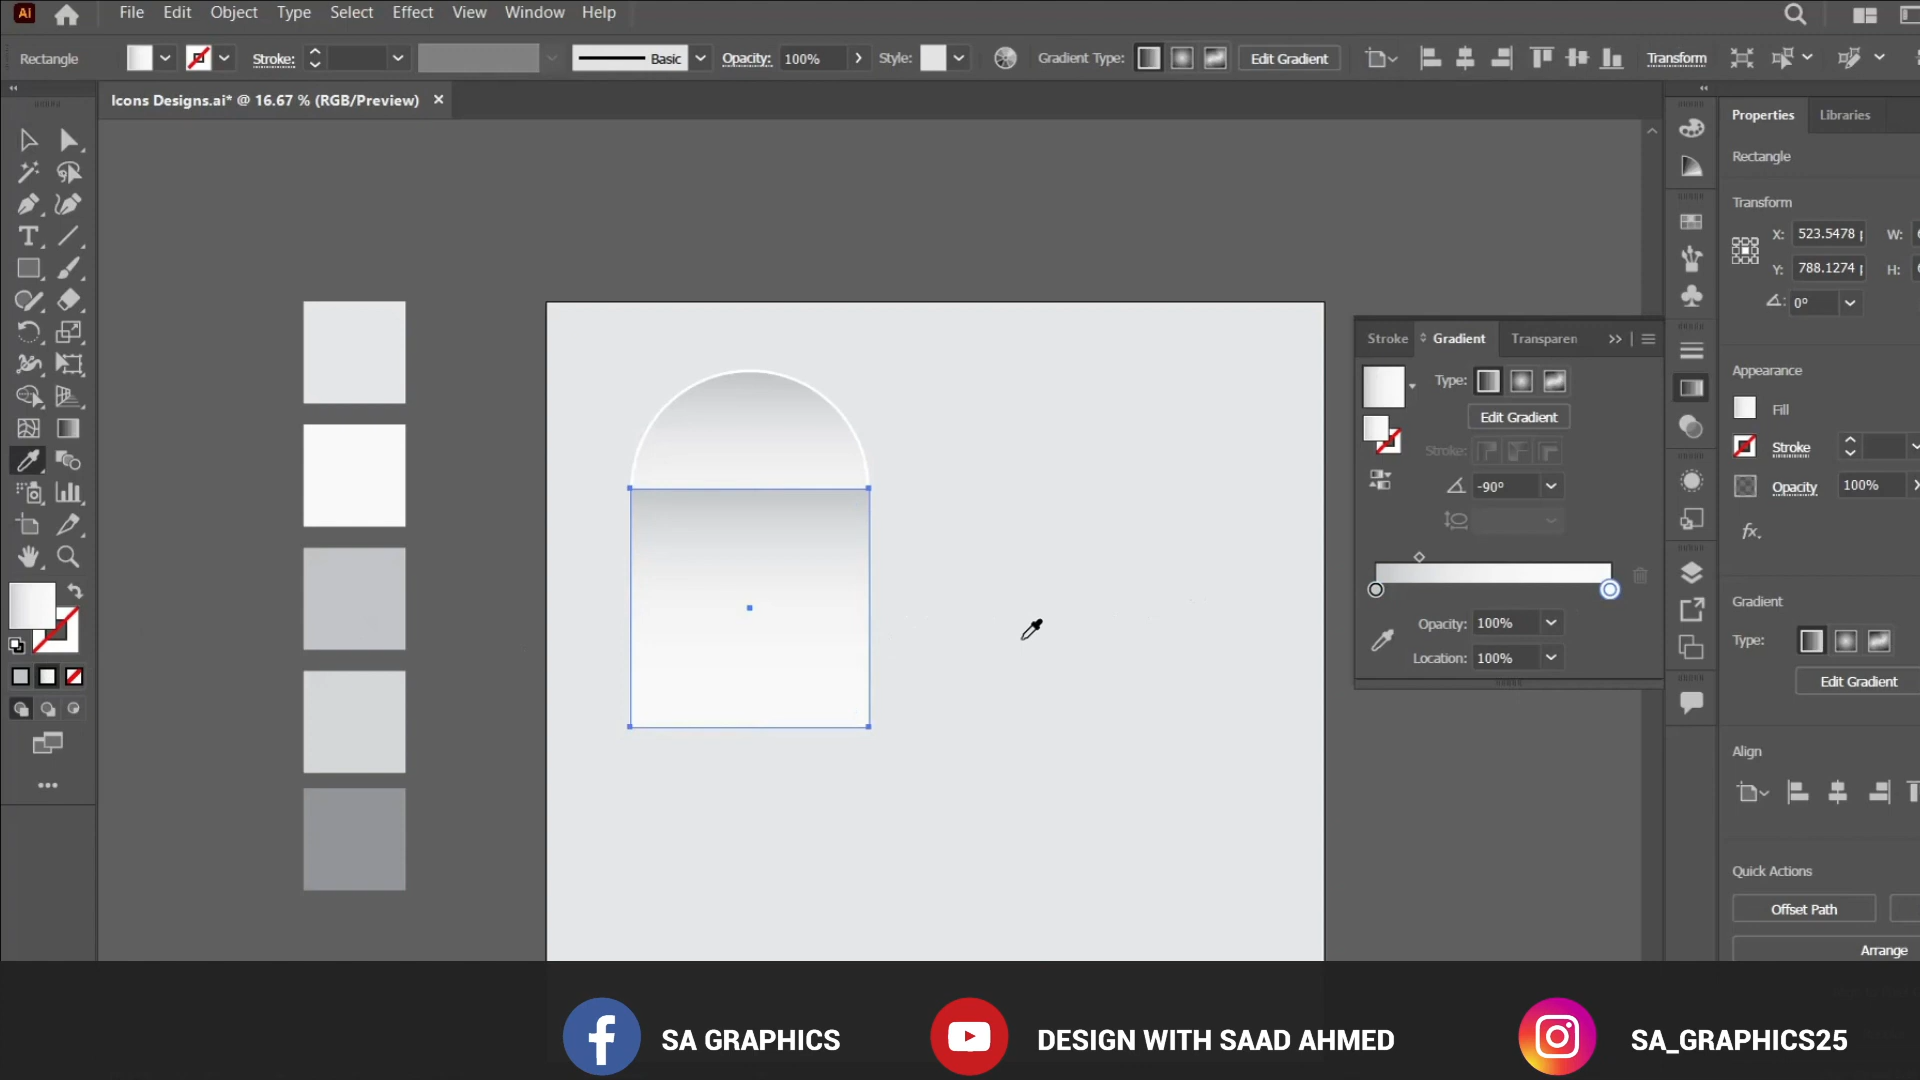 Ai File Edit Object Type Select Effect View Window Help
Rectangle Stroke: Basic Opacity: 100% Style: Gradient Type: Edit Gradient Transform
Icons Designs.ai* @ 16.67 % (RGB/Preview) ×
Properties Libraries
Rectangle
Transform
X: 523.5478 W:
Y: 788.1274 H:
0°
Stroke Gradient Transparen
Type:
Edit Gradient
Stroke:
-90°
Opacity: 100%
Location: 100%
Appearance
Fill
Stroke
Opacity 100%
fx.
Gradient
Type:
Edit Gradient
Align
Quick Actions
Offset Path
Arrange
SA GRAPHICS DESIGN WITH SAAD AHMED SA_GRAPHICS25